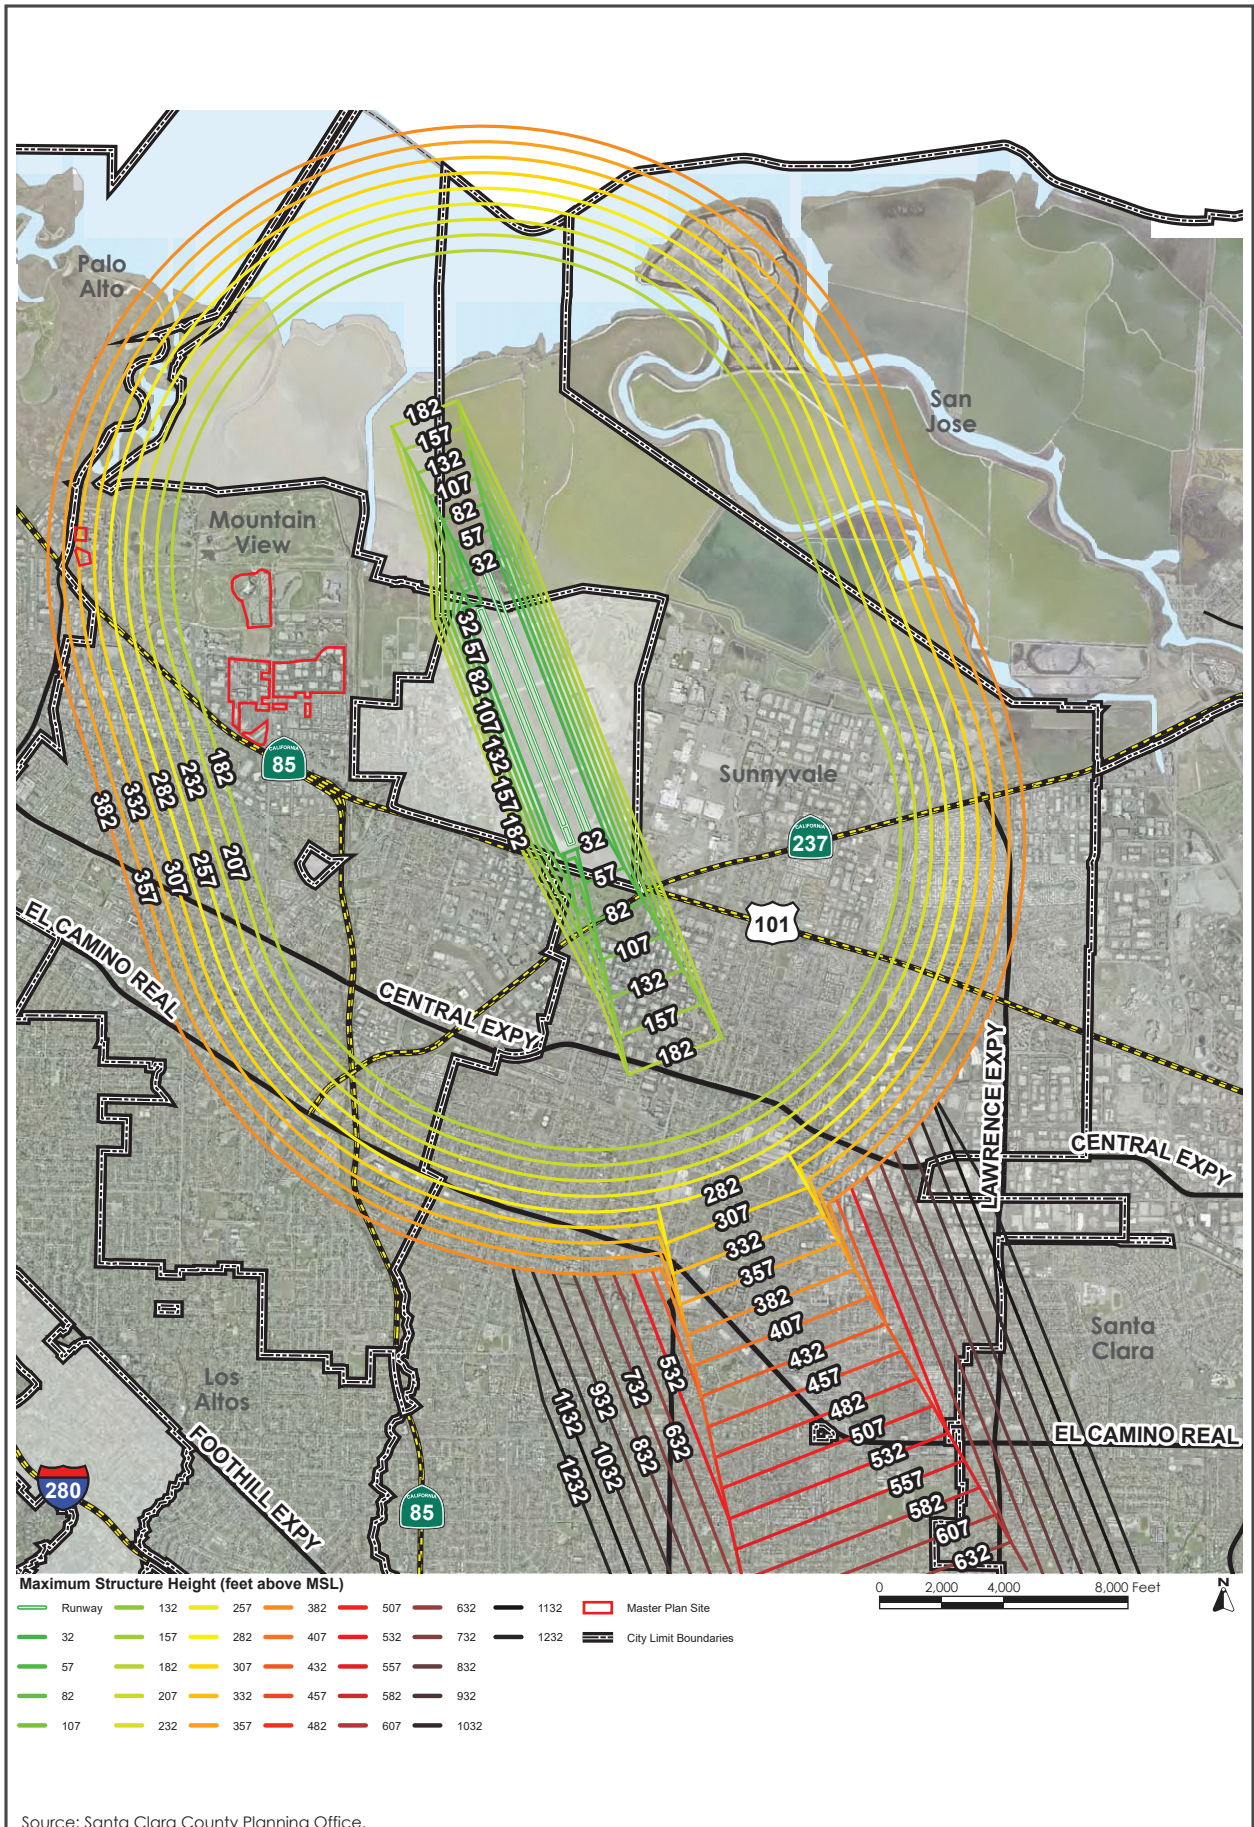 Palo
Alto
San
Jose
182
157
132
107
82
57
32
Mountain
View
32
57
82
107
132
157
182
Sunnyvale
CALIFORNIA
85
182
232
282
332
382
207
257
307
357
CALIFORNIA
237
32
57
82
107
132
157
182
101
EL CAMINO REAL
CENTRAL EXPY
LAWRENCE EXPY
CENTRAL EXPY
282
307
332
357
382
407
432
457
482
507
532
557
582
607
632
532
632
732
832
932
1032
1132
1232
Santa
Clara
Los
Altos
EL CAMINO REAL
FOOTHILL EXPY
280
CALIFORNIA
85
Maximum Structure Height (feet above MSL)
Runway 132 257 382 507 632 1132 Master Plan Site
32 157 282 407 532 732 1232 City Limit Boundaries
57 182 307 432 557 832
82 207 332 457 582 932
107 232 357 482 607 1032
0 2,000 4,000 8,000 Feet
N
Source: Santa Clara County Planning Office.